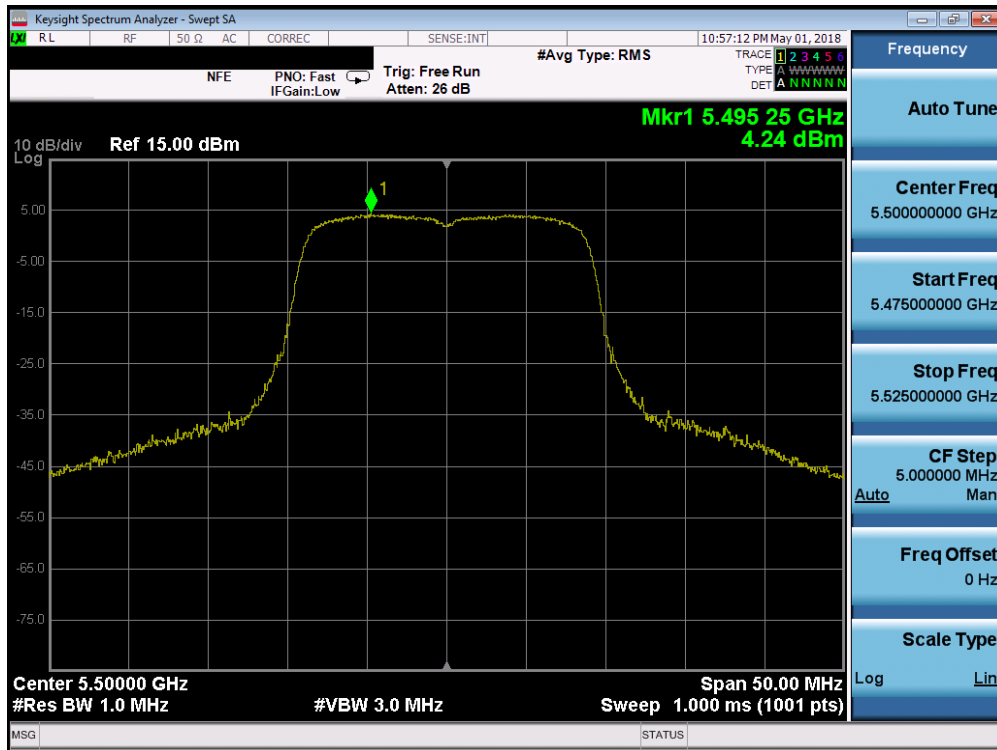 LXI Keysight Spectrum Analyzer - Swept SA
RL RF 50 Ω AC CORREC SENSE:INT 10:57:12 PM May 01, 2018
Frequency
NFE PNO: Fast Trig: Free Run #Avg Type: RMS TRACE 1 2 3 4 5 6
IFGain:Low Atten: 26 dB TYPE A WWWWW
DET A N N N N N
Auto Tune
Mkr1 5.495 25 GHz
4.24 dBm
10 dB/div Ref 15.00 dBm
Log
1
5.00
-5.00
-15.0
-25.0
-35.0
-45.0
-55.0
-65.0
-75.0
Center Freq
5.500000000 GHz
Start Freq
5.475000000 GHz
Stop Freq
5.525000000 GHz
CF Step
5.000000 MHz
Auto Man
Freq Offset
0 Hz
Scale Type
Log Lin
Center 5.50000 GHz Span 50.00 MHz
#Res BW 1.0 MHz #VBW 3.0 MHz Sweep 1.000 ms (1001 pts)
MSG STATUS